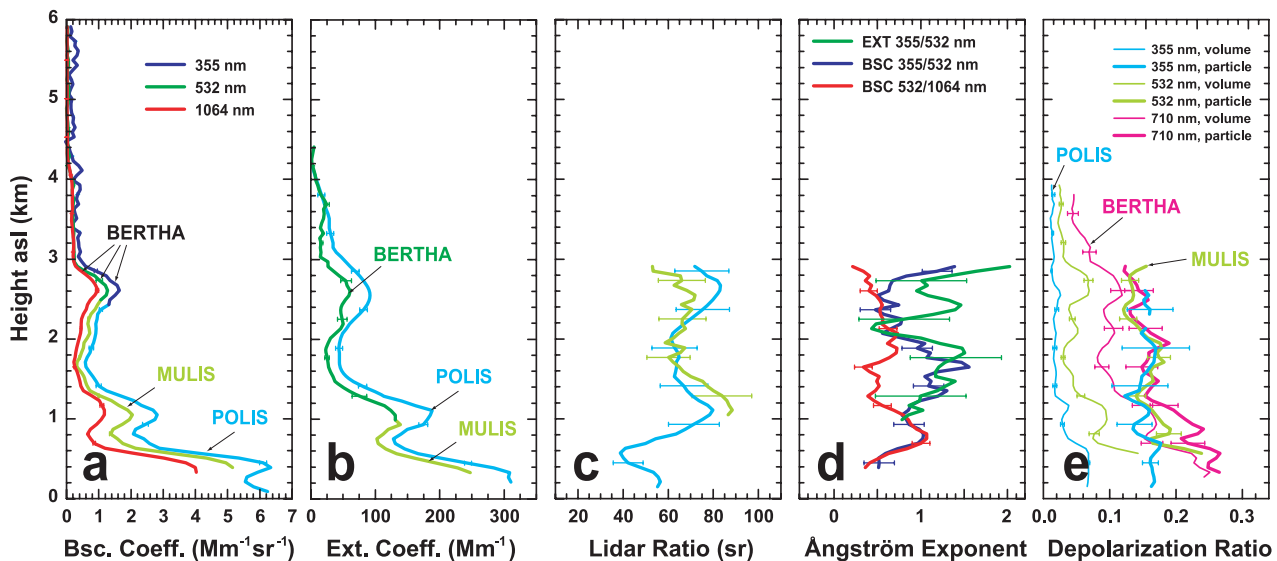 6
5
4
3
2
1
0
Height asl (km)
355 nm
532 nm
1064 nm
BERTHA
MULIS
POLIS
a
0 1 2 3 4 5 6 7
Bsc. Coeff. (Mm⁻¹sr⁻¹)
BERTHA
POLIS
MULIS
b
0 100 200 300
Ext. Coeff. (Mm⁻¹)
c
20 40 60 80 100
Lidar Ratio (sr)
EXT 355/532 nm
BSC 355/532 nm
BSC 532/1064 nm
d
0 1 2
Ångström Exponent
355 nm, volume
355 nm, particle
532 nm, volume
532 nm, particle
710 nm, volume
710 nm, particle
POLIS
BERTHA
MULIS
e
0.0 0.1 0.2 0.3
Depolarization Ratio